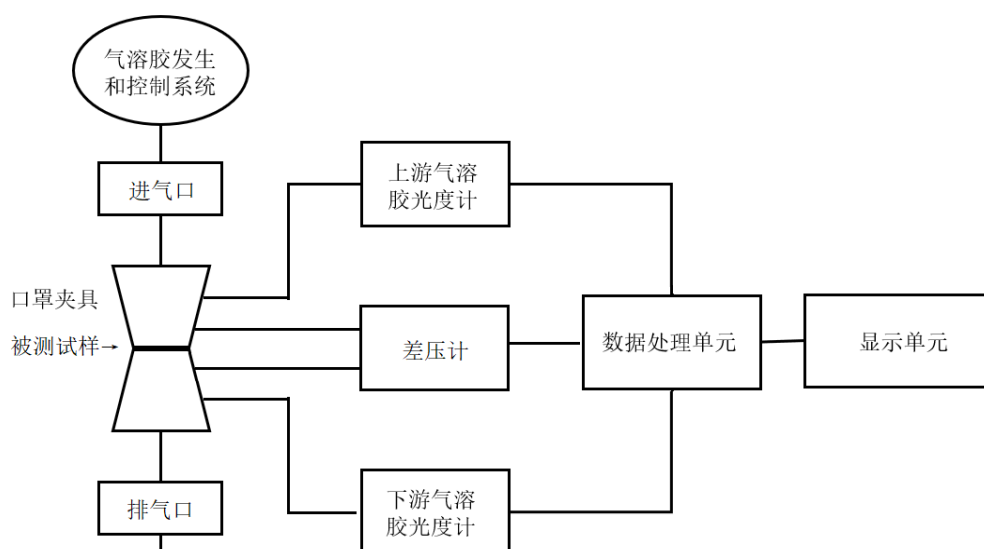 气溶胶发生
和控制系统
进气口
上游气溶
胶光度计
口罩夹具
被测试样→
差压计
数据处理单元
显示单元
排气口
下游气溶
胶光度计